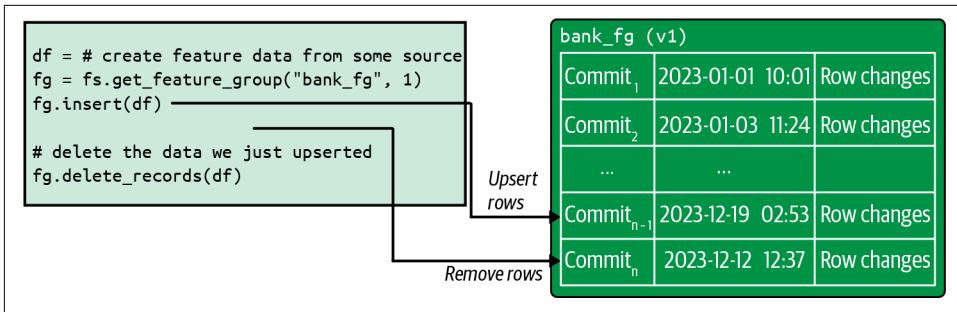 df = # create feature data from some source
fg = fs.get_feature_group("bank_fg", 1)
fg.insert(df)
# delete the data we just upserted
fg.delete_records(df)
Upsert
rows
Remove rows
bank_fg (v1)
Commit1 2023-01-01 10:01 Row changes
Commit2 2023-01-03 11:24 Row changes
... ...
Commitn-1 2023-12-19 02:53 Row changes
Commitn 2023-12-12 12:37 Row changes